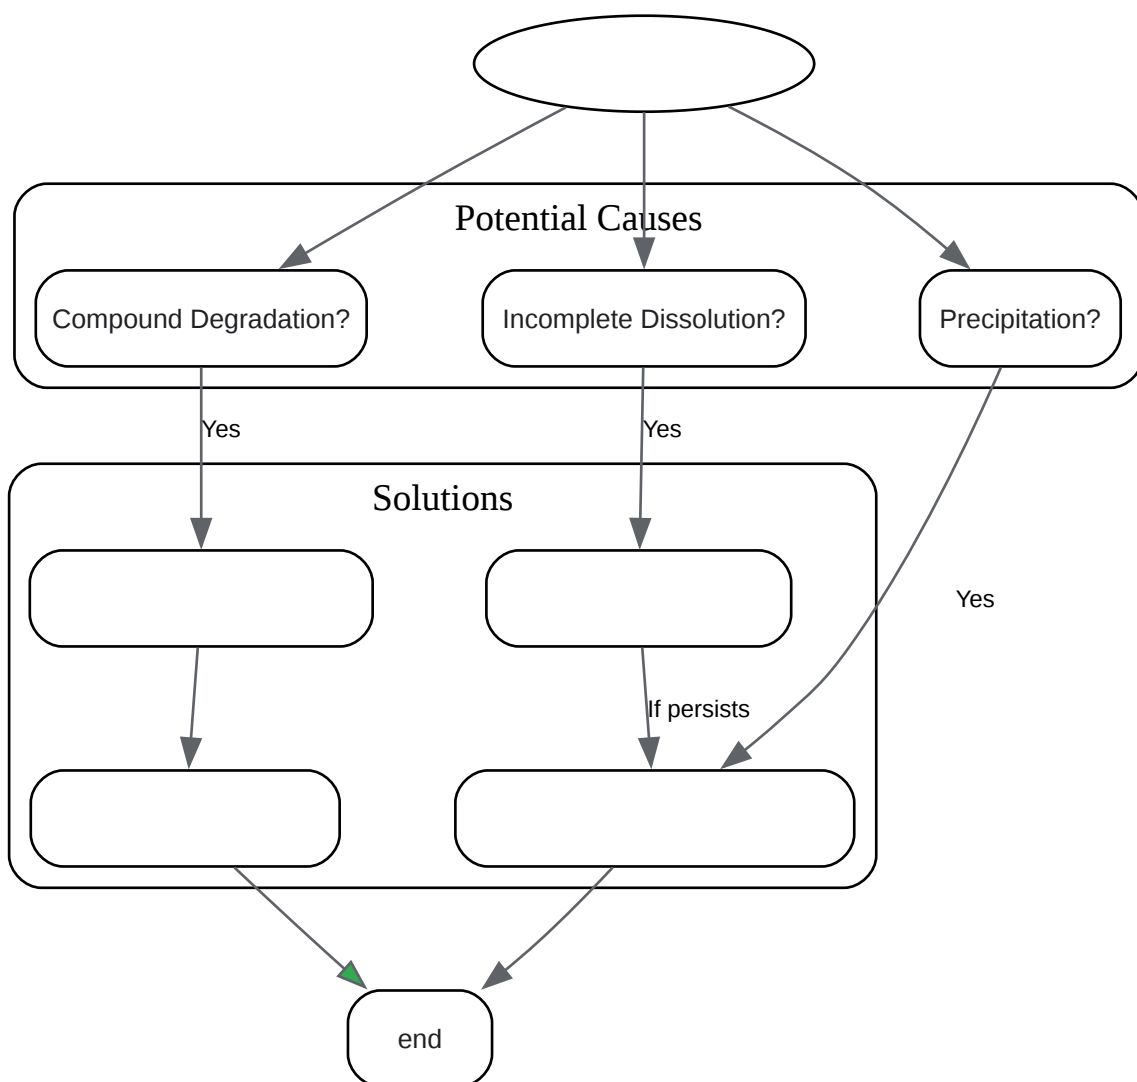 Potential Causes
Compound Degradation?
Incomplete Dissolution?
Precipitation?
Yes
Yes
Solutions
Yes
If persists
end